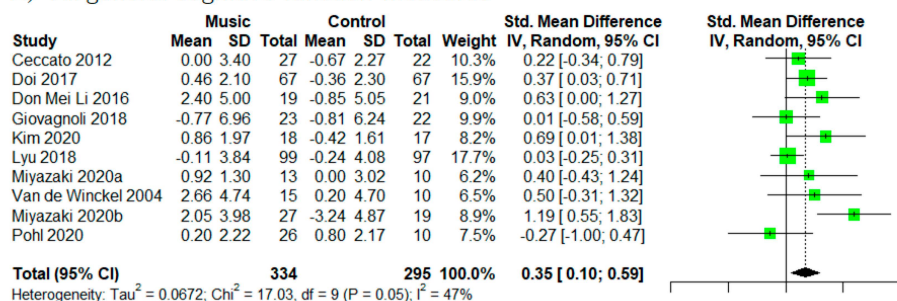 Music Control Std. Mean Difference Std. Mean Difference
Study Mean SD Total Mean SD Total Weight IV, Random, 95% CI IV, Random, 95% CI
Ceccato 2012 0.00 3.40 27 -0.67 2.27 22 10.3% 0.22 [-0.34; 0.79]
Doi 2017 0.46 2.10 67 -0.36 2.30 67 15.9% 0.37 [0.03; 0.71]
Don Mei Li 2016 2.40 5.00 19 -0.85 5.05 21 9.0% 0.63 [ 0.00; 1.27]
Giovagnoli 2018 -0.77 6.96 23 -0.81 6.24 22 9.9% 0.01 [-0.58; 0.59]
Kim 2020 0.86 1.97 18 -0.42 1.61 17 8.2% 0.69 [ 0.01; 1.38]
Lyu 2018 -0.11 3.84 99 -0.24 4.08 97 17.7% 0.03 [-0.25; 0.31]
Miyazaki 2020a 0.92 1.30 13 0.00 3.02 10 6.2% 0.40 [-0.43; 1.24]
Van de Winckel 2004 2.66 4.74 15 0.20 4.70 10 6.2% 0.50 [-0.31; 1.32]
Miyazaki 2020b 2.05 3.98 27 -3.24 4.87 19 8.9% 1.19 [ 0.55; 1.83]
Pohl 2020 0.20 2.22 26 0.80 2.17 10 7.5% -0.27 [-1.00; 0.47]
Total (95% CI) 334 295 100.0% 0.35 [ 0.10; 0.59]
Heterogeneity: Tau² = 0.0672; Chi² = 17.03, df = 9 (P = 0.05); I² = 47%